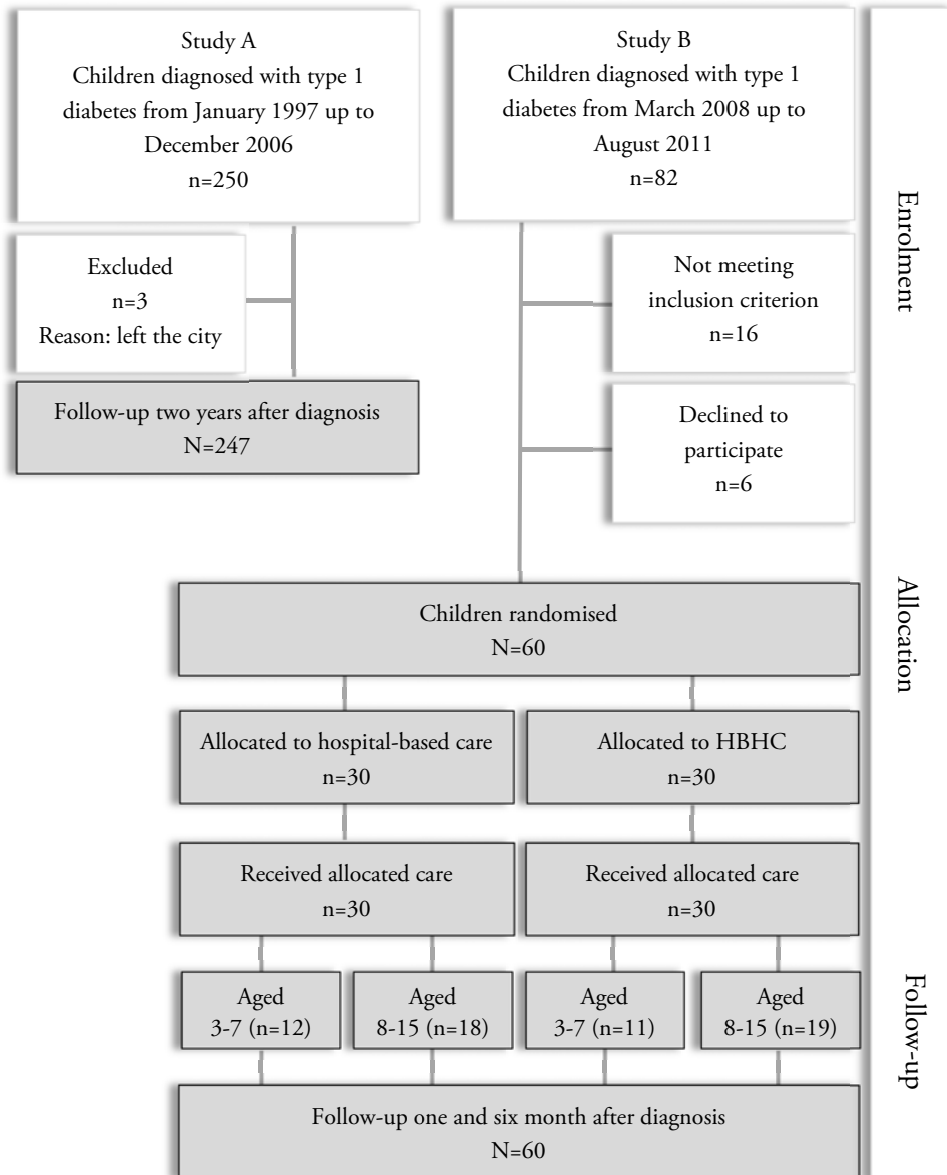 Study A
Children diagnosed with type 1
diabetes from January 1997 up to
December 2006
n=250
Study B
Children diagnosed with type 1
diabetes from March 2008 up to
August 2011
n=82
Enrolment
Excluded
n=3
Reason: left the city
Not meeting
inclusion criterion
n=16
Follow-up two years after diagnosis
N=247
Declined to
participate
n=6
Allocation
Children randomised
N=60
Allocated to hospital-based care
n=30
Allocated to HBHC
n=30
Received allocated care
n=30
Received allocated care
n=30
Follow-up
Aged
3-7 (n=12)
Aged
8-15 (n=18)
Aged
3-7 (n=11)
Aged
8-15 (n=19)
Follow-up one and six month after diagnosis
N=60